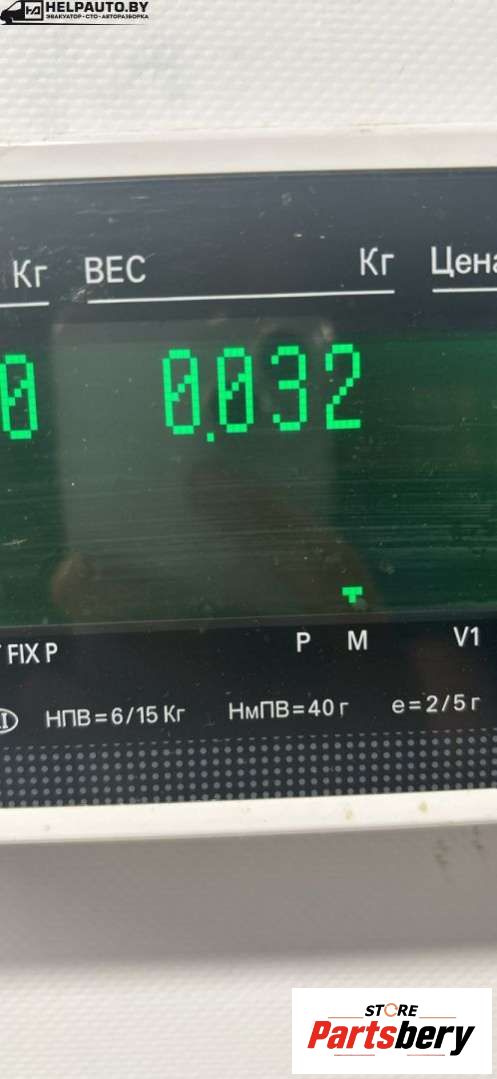 HELPAUTO.BY
ЭВАКУАТОР-СТО-АВТОРАЗБОРКА
Кг ВЕС Кг Цена
0 0.032
FIX P P M V1
НПВ=6/15 Кг НмПВ=40 г e=2/5 г
STORE
Partsbery